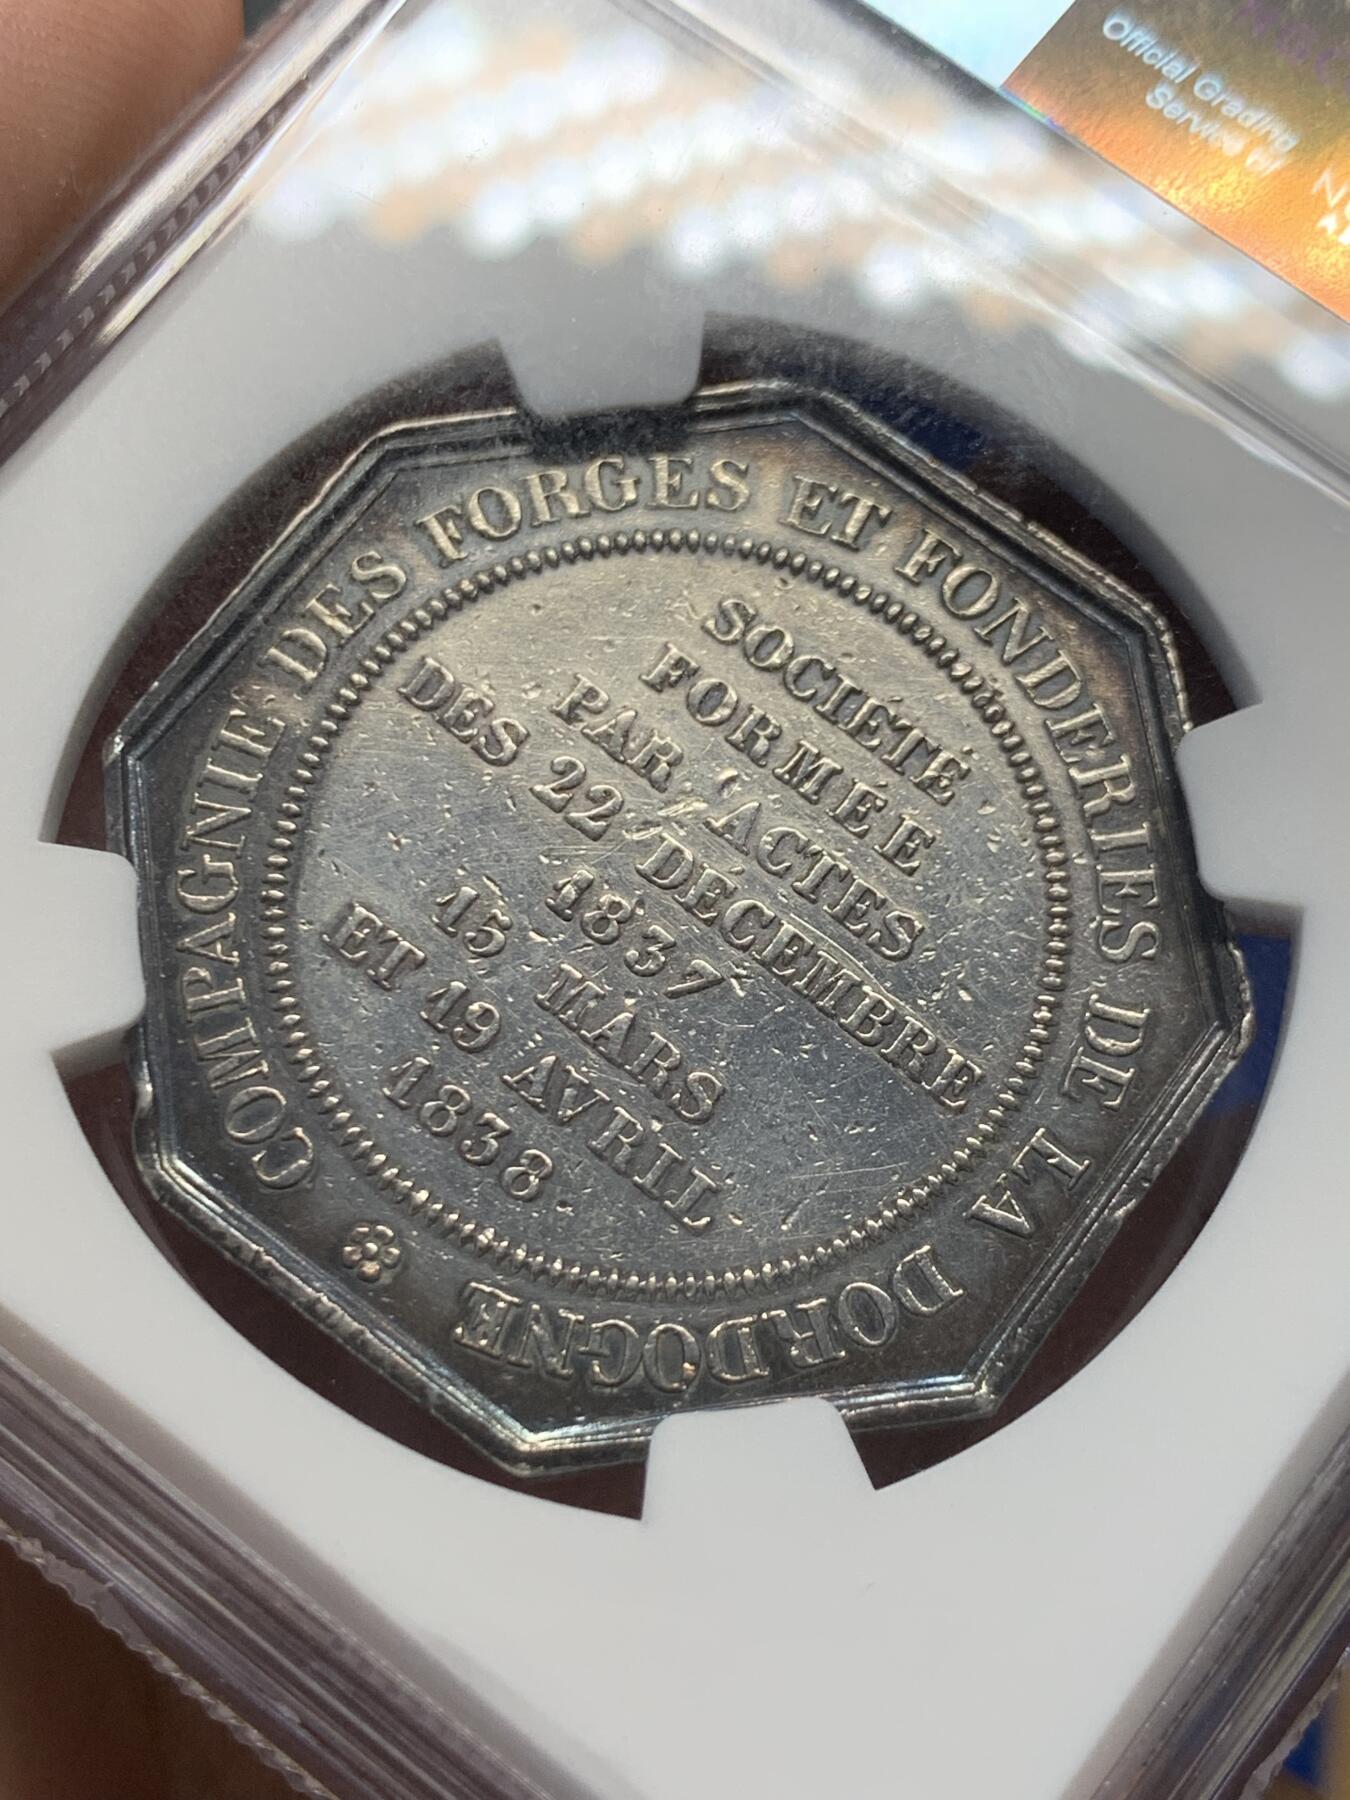 Official Grading
Service of
COMPAGNIE DES FORGES ET FONDERIES DE LA DORDOGNE
SOCIÉTÉ
FORMÉE
PAR ACTES
DES 22 DÉCEMBRE
1837
15 MARS
ET 19 AVRIL
1838.